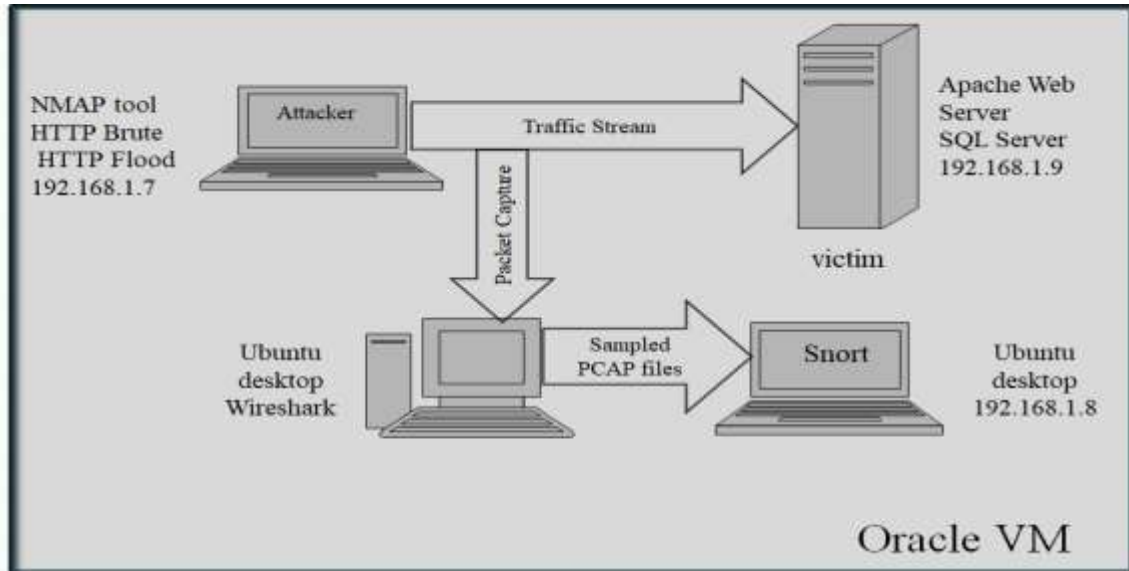 NMAP tool
HTTP Brute
HTTP Flood
192.168.1.7
Attacker
Traffic Stream
Apache Web
Server
SQL Server
192.168.1.9
victim
Packet Capture
Ubuntu
desktop
Wireshark
Sampled
PCAP files
Snort
Ubuntu
desktop
192.168.1.8
Oracle VM